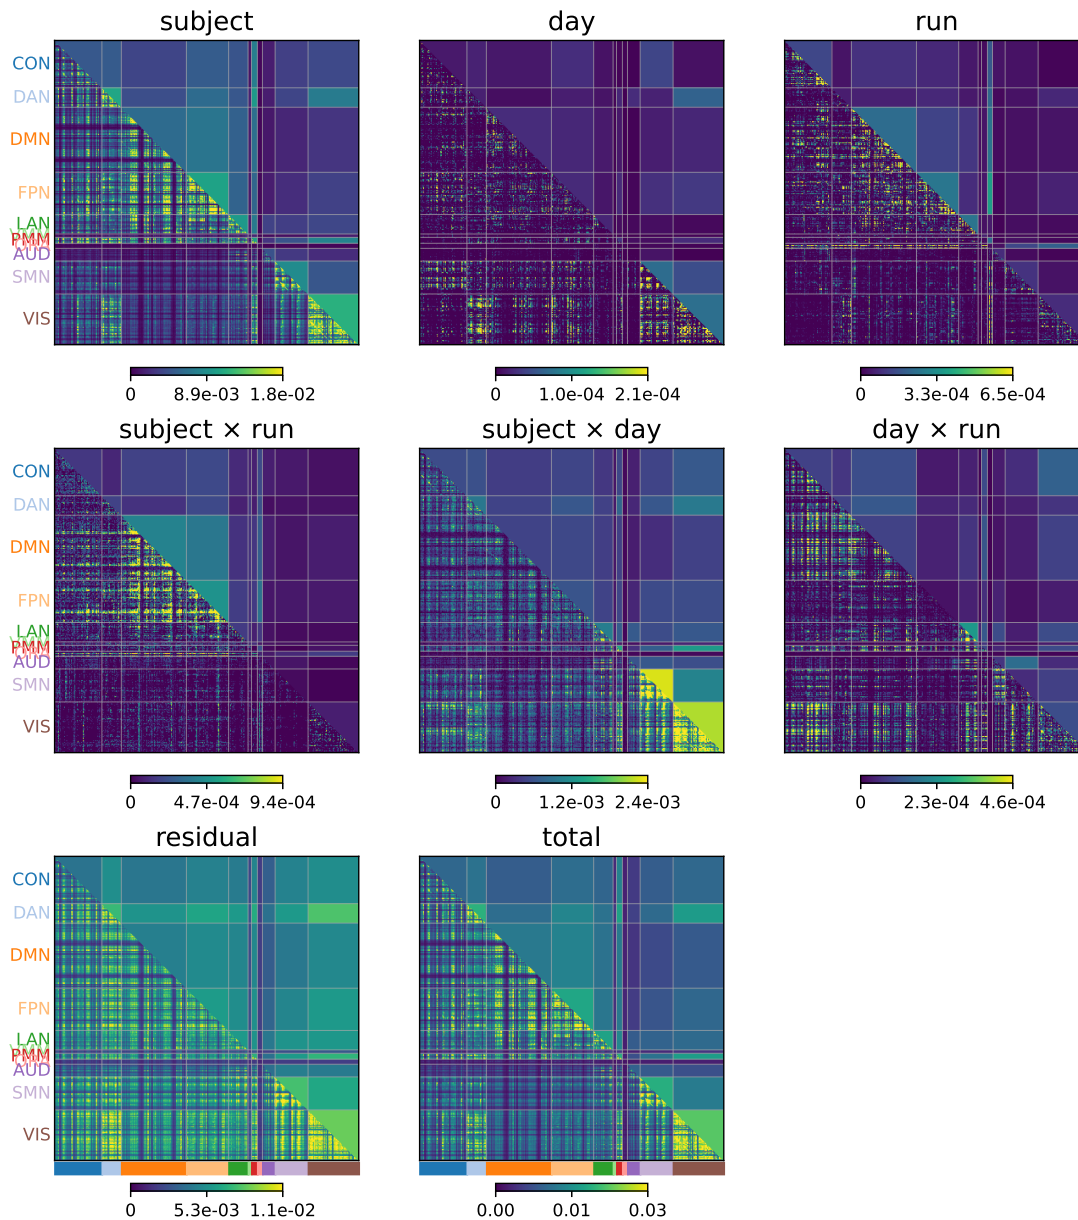 subject
day
run
CON
DAN
DMN
FPN
LAN
PMM
AUD
SMN
VIS
0 8.9e-03 1.8e-02
0 1.0e-04 2.1e-04
0 3.3e-04 6.5e-04
subject × run
subject × day
day × run
CON
DAN
DMN
FPN
LAN
PMM
AUD
SMN
VIS
0 4.7e-04 9.4e-04
0 1.2e-03 2.4e-03
0 2.3e-04 4.6e-04
residual
total
CON
DAN
DMN
FPN
LAN
PMM
AUD
SMN
VIS
0 5.3e-03 1.1e-02
0.00 0.01 0.03